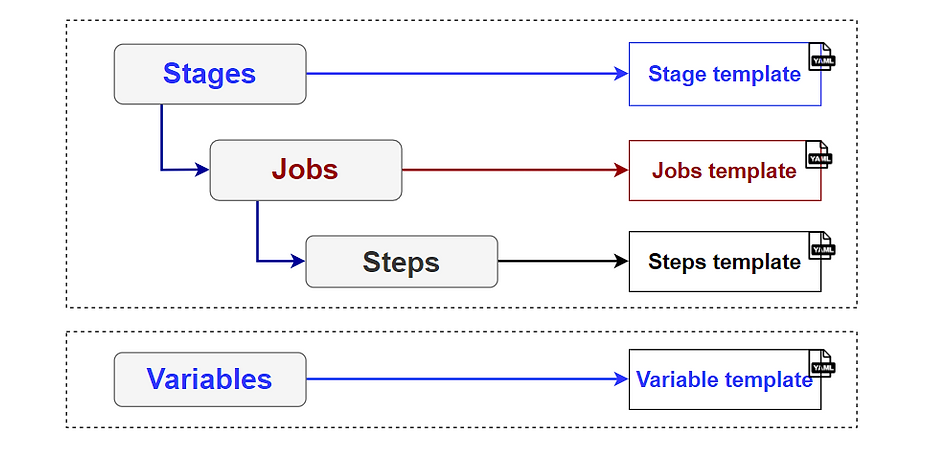 Stages
Stage template
YAML
Jobs
Jobs template
YAML
Steps
Steps template
YAML
Variables
Variable template
YAML